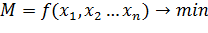 M = f(x₁, x₂ … xₙ) → min